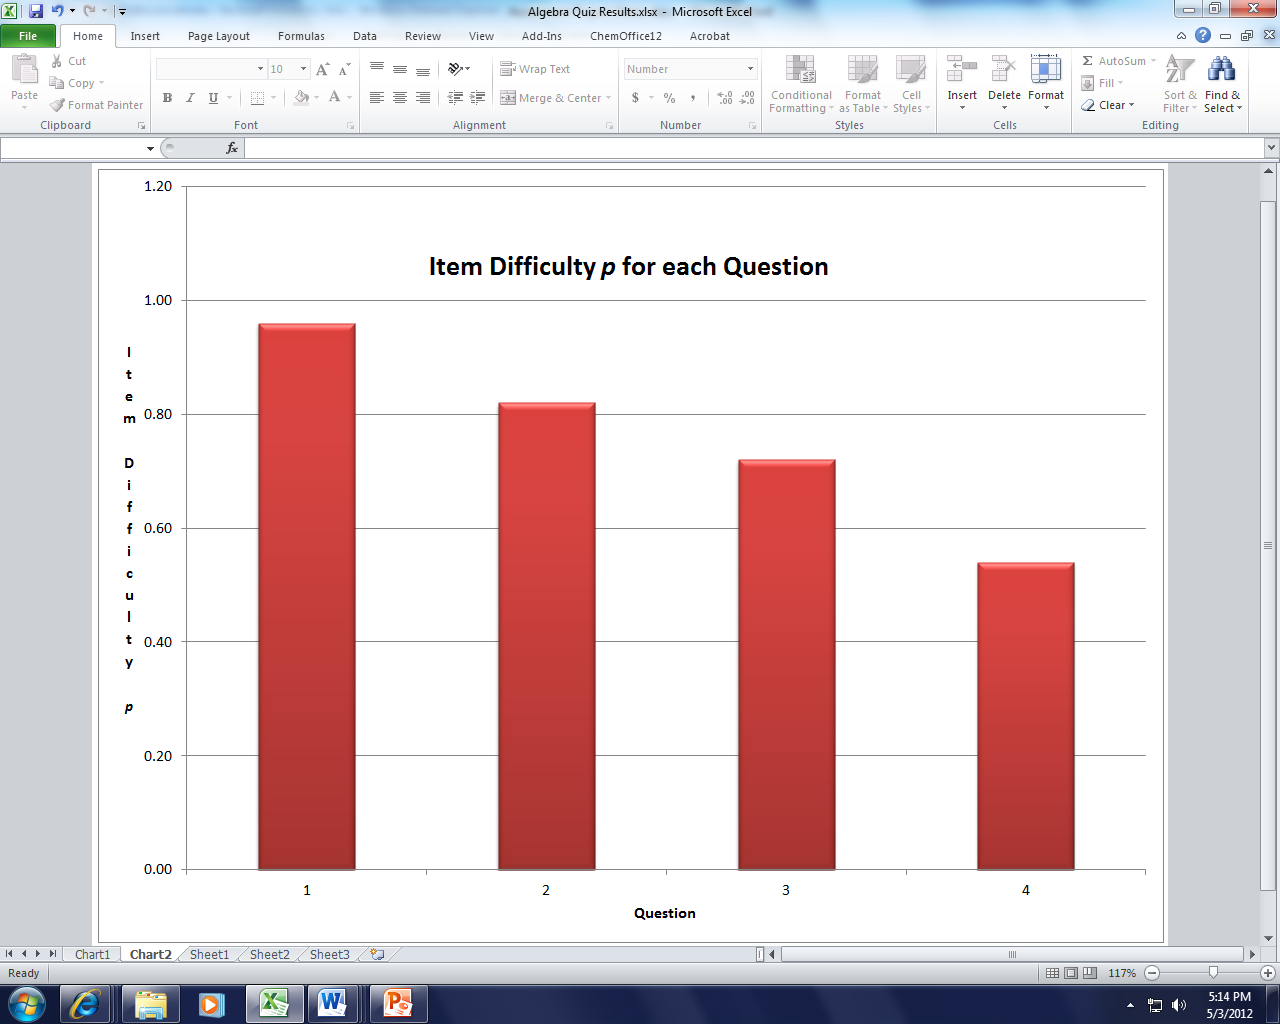 Algebra Quiz Results.xlsx - Microsoft Excel
File Home Insert Page Layout Formulas Data Review View Add-Ins ChemOffice12 Acrobat
Paste
Cut
Copy
Format Painter
Clipboard
10
A A
B I U A
Font
Wrap Text
Merge & Center
Alignment
Number
$ % , .00 .00
Number
Conditional Formatting
Format as Table
Cell Styles
Styles
Insert Delete Format
Cells
Σ AutoSum
Fill
Clear
Sort & Filter
Find & Select
Editing
fx
Item Difficulty p for each Question
Item Difficulty p
1.20
1.00
0.80
0.60
0.40
0.20
0.00
1 2 3 4
Question
Chart1 Chart2 Sheet1 Sheet2 Sheet3
Ready
117%
5:14 PM
5/3/2012